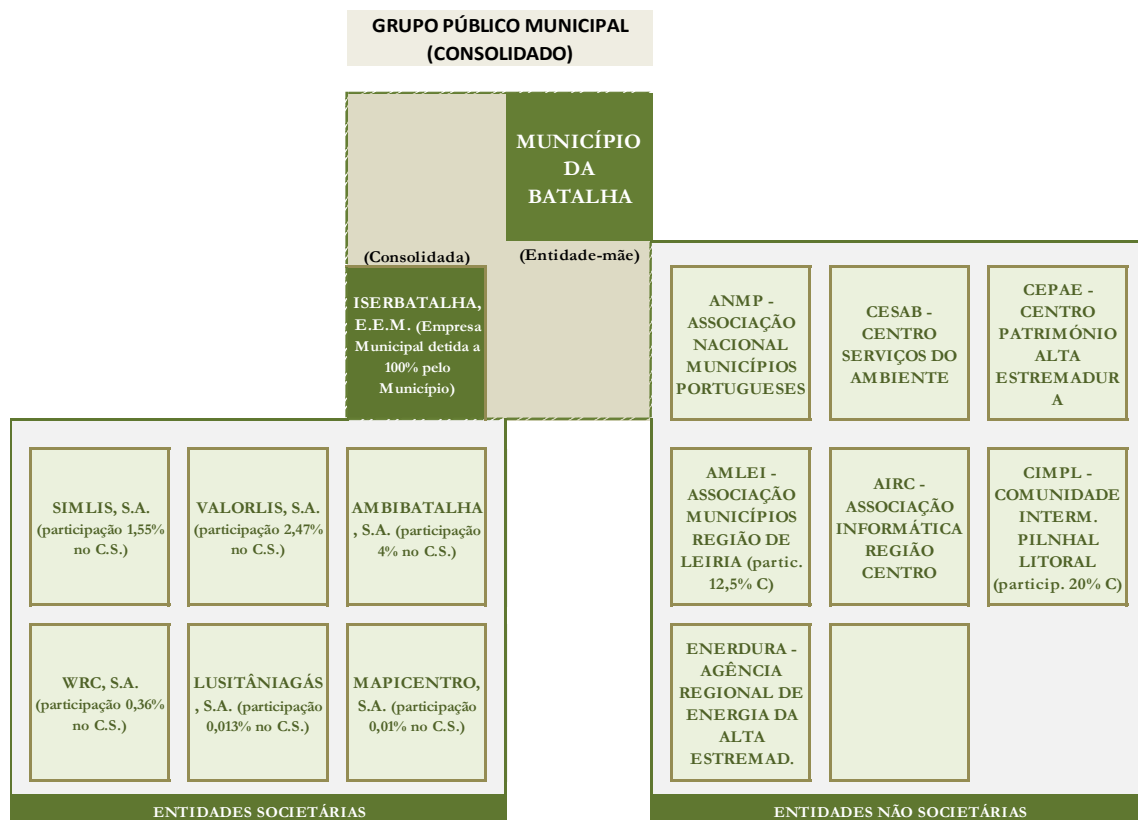 GRUPO PÚBLICO MUNICIPAL
(CONSOLIDADO)
MUNICÍPIO
DA
BATALHA
(Consolidada)
(Entidade-mãe)
ISERBATALHA,
E.E.M. (Empresa
Municipal detida a
100% pelo
Município)
ANMP -
ASSOCIAÇÃO
NACIONAL
MUNICÍPIOS
PORTUGUESES
CESAB -
CENTRO
SERVIÇOS DO
AMBIENTE
CEPAE -
CENTRO
PATRIMÓNIO
ALTA
ESTREMADUR
A
SIMLIS, S.A.
(participação 1,55%
no C.S.)
VALORLIS, S.A.
(participação 2,47%
no C.S.)
AMBIBATALHA
, S.A. (participação
4% no C.S.)
AMLEI -
ASSOCIAÇÃO
MUNICÍPIOS
REGIÃO DE
LEIRIA (partic.
12,5% C)
AIRC -
ASSOCIAÇÃO
INFORMÁTICA
REGIÃO
CENTRO
CIMPL -
COMUNIDADE
INTERM.
PILNHAL
LITORAL
(particip. 20% C)
WRC, S.A.
(participação 0,36%
no C.S.)
LUSITÂNIAGÁS
, S.A. (participação
0,013% no C.S.)
MAPICENTRO,
S.A. (participação
0,01% no C.S.)
ENERDURA -
AGÊNCIA
REGIONAL DE
ENERGIA DA
ALTA
ESTREMAD.
ENTIDADES SOCIETÁRIAS
ENTIDADES NÃO SOCIETÁRIAS